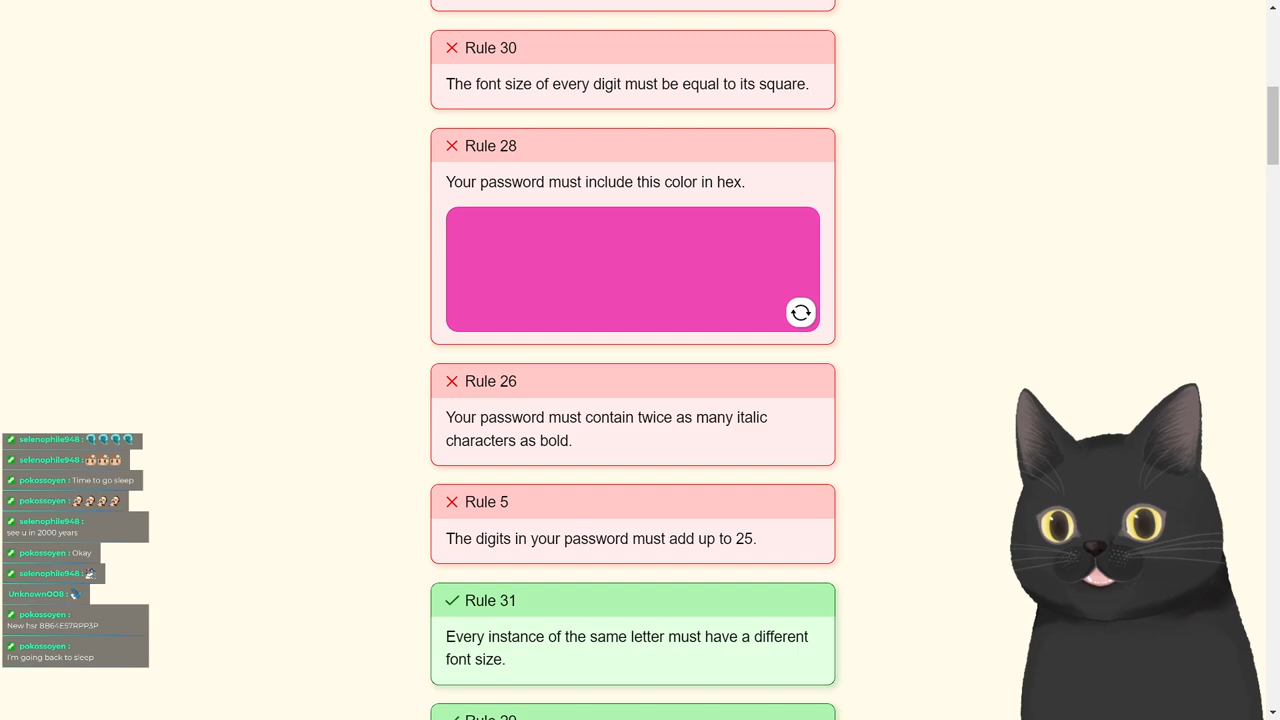 Rule 30
The font size of every digit must be equal to its square.
Rule 28
Your password must include this color in hex.
Rule 26
Your password must contain twice as many italic
characters as bold.
Rule 5
The digits in your password must add up to 25.
Rule 31
Every instance of the same letter must have a different
font size.
selenophile948 :
selenophile948 :
pokossoyen : Time to go sleep
pokossoyen :
selenophile948 :
see u in 2000 years
pokossoyen : Okay
selenophile948 :
UnknownOO8 :
pokossoyen :
New hsr
pokossoyen :
I'm going back to sleep